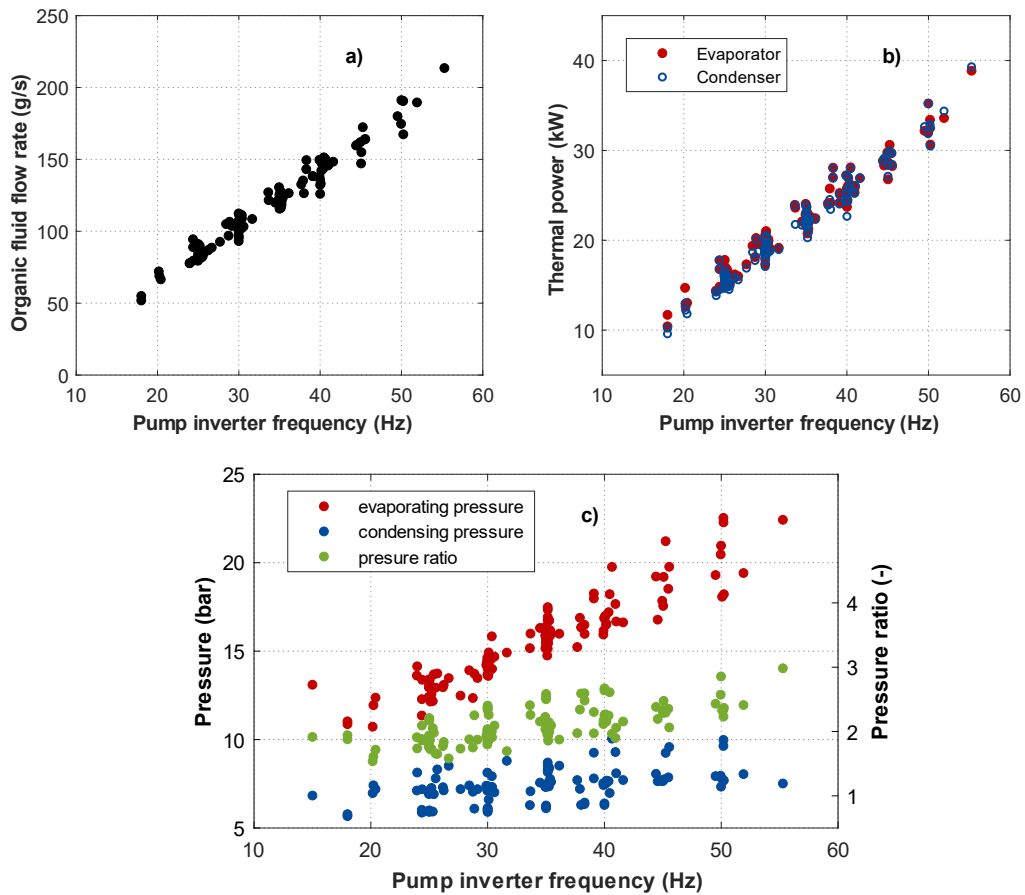 a)
250
200
150
100
50
0
Organic fluid flow rate (g/s)
10 20 30 40 50 60
Pump inverter frequency (Hz)
b)
Evaporator
Condenser
40
30
20
10
Thermal power (kW)
10 20 30 40 50 60
Pump inverter frequency (Hz)
c)
evaporating pressure
condensing pressure
presure ratio
25
20
15
10
5
Pressure (bar)
4
3
2
1
Pressure ratio (-)
10 20 30 40 50 60
Pump inverter frequency (Hz)